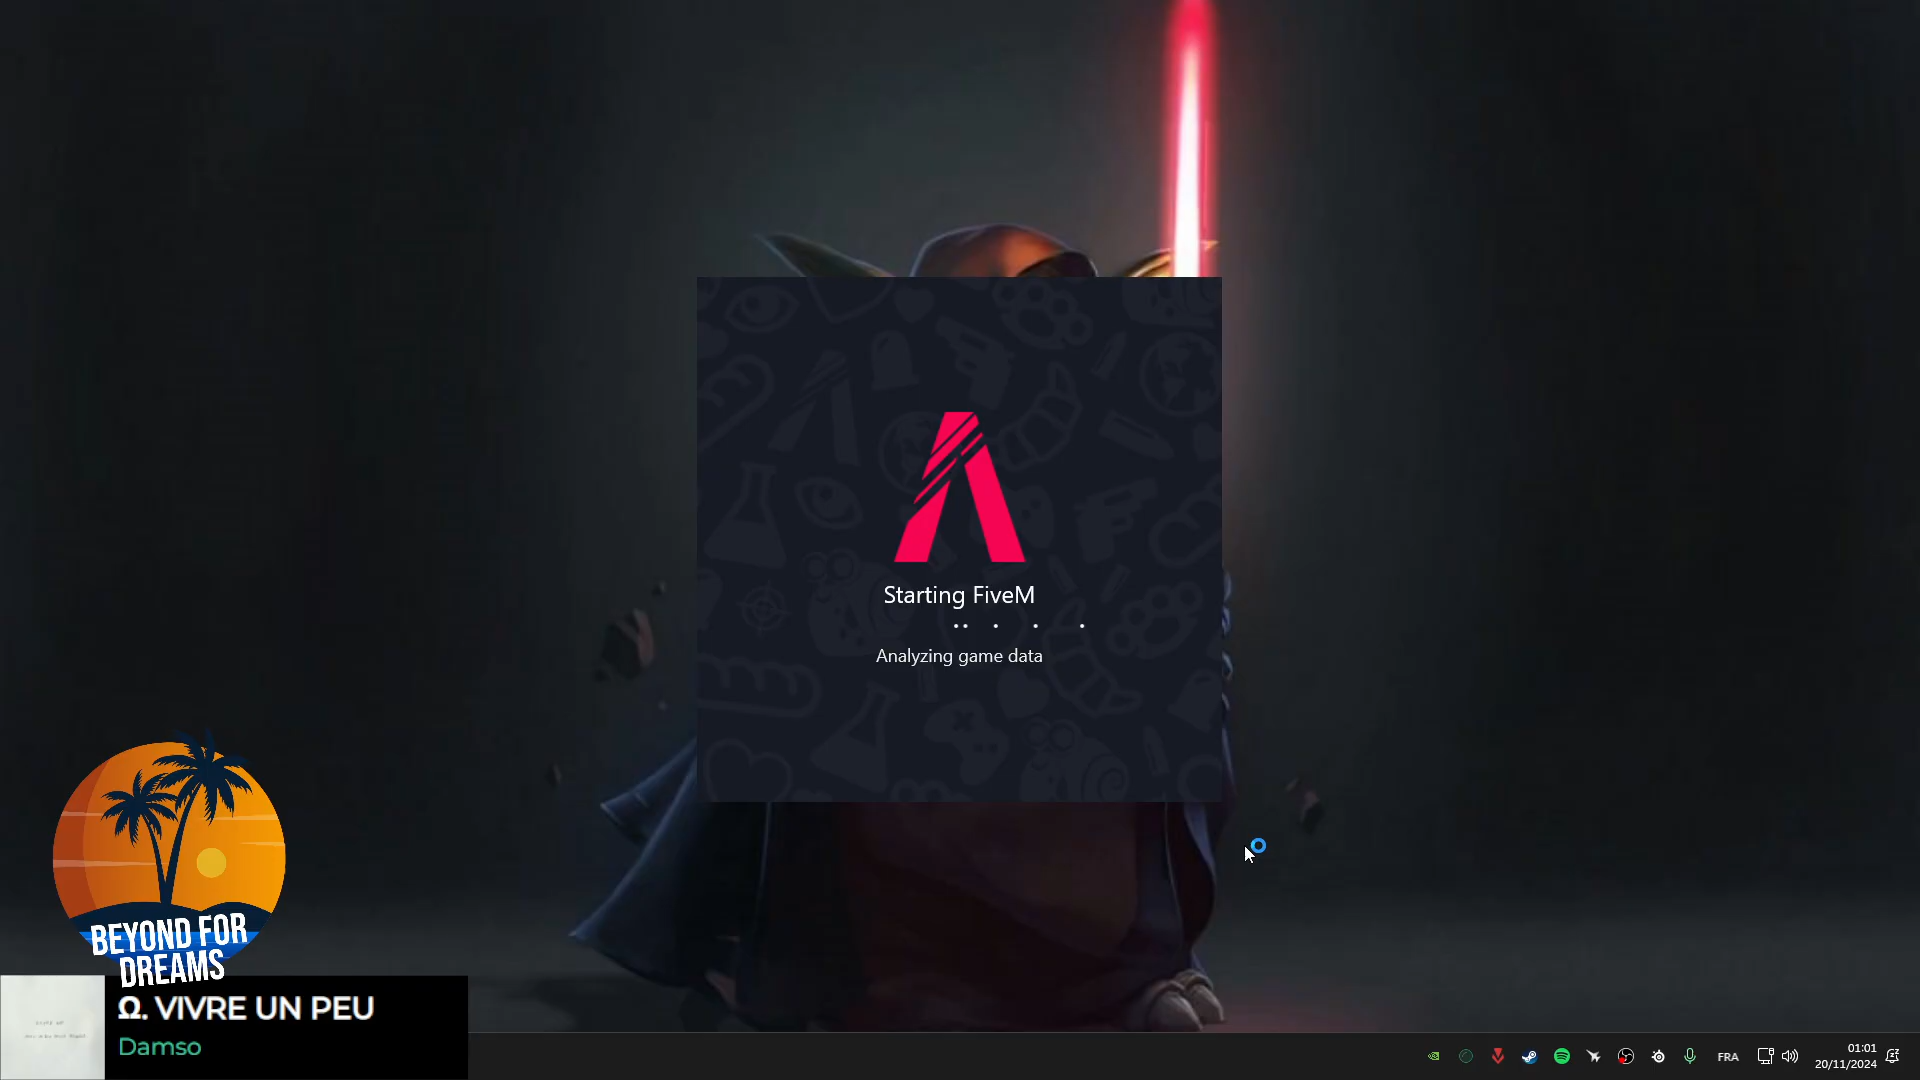 Starting FiveM
Analyzing game data
BEYOND FOR
DREAMS
Ω. VIVRE UN PEU
Damso
FRA
01:01
20/11/2024